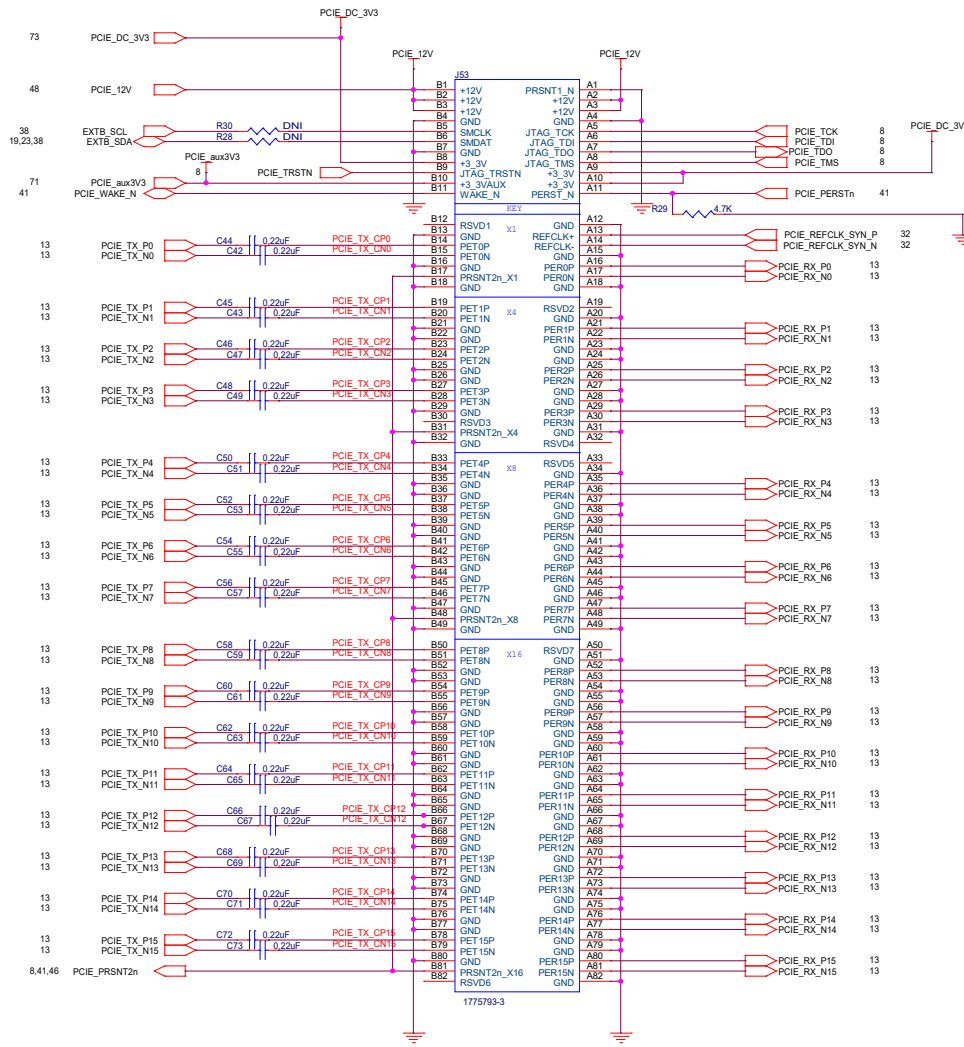 PCIE_DC_3V3
73 PCIE_DC_3V3
PCIE_12V PCIE_12V
J53
48 PCIE_12V B1 +12V PRSNT1_N A1
B2 +12V +12V A2
B3 +12V +12V A3
B4 GND GND A4
38 EXTB_SCL R30 DNI B5 SMCLK JTAG_TCK A5 PCIE_TCK 8 PCIE_DC_3V
19,23,38 EXTB_SDA R28 DNI B6 SMDAT JTAG_TDI A6 PCIE_TDI 8
B7 GND JTAG_TDO A7 PCIE_TDO 8
PCIE_aux3V3 B8 +3_3V JTAG_TMS A8 PCIE_TMS 8
8 PCIE_TRSTN B9 JTAG_TRSTN +3_3V A9
71 PCIE_aux3V3 B10 +3_3VAUX +3_3V A10
41 PCIE_WAKE_N B11 WAKE_N PERST_N A11 PCIE_PERSTn 41
KEY R29 4.7K
B12 RSVD1 X1 GND A12
B13 GND REFCLK+ A13 PCIE_REFCLK_SYN_P 32
13 PCIE_TX_P0 C44 0.22uF PCIE_TX_CP0 B14 PET0P REFCLK- A14 PCIE_REFCLK_SYN_N 32
13 PCIE_TX_N0 C42 0.22uF PCIE_TX_CN0 B15 PET0N GND A15
B16 GND PER0P A16 PCIE_RX_P0 13
B17 PRSNT2n_X1 PER0N A17 PCIE_RX_N0 13
B18 GND GND A18
13 PCIE_TX_P1 C45 0.22uF PCIE_TX_CP1 B19 PET1P X4 RSVD2 A19
13 PCIE_TX_N1 C43 0.22uF PCIE_TX_CN1 B20 PET1N GND A20
B21 GND PER1P A21 PCIE_RX_P1 13
B22 GND PER1N A22 PCIE_RX_N1 13
13 PCIE_TX_P2 C46 0.22uF PCIE_TX_CP2 B23 PET2P GND A23
13 PCIE_TX_N2 C47 0.22uF PCIE_TX_CN2 B24 PET2N GND A24
B25 GND PER2P A25 PCIE_RX_P2 13
B26 GND PER2N A26 PCIE_RX_N2 13
13 PCIE_TX_P3 C48 0.22uF PCIE_TX_CP3 B27 PET3P GND A27
13 PCIE_TX_N3 C49 0.22uF PCIE_TX_CN3 B28 PET3N GND A28
B29 GND PER3P A29 PCIE_RX_P3 13
B30 RSVD3 PER3N A30 PCIE_RX_N3 13
B31 PRSNT2n_X4 GND A31
B32 GND RSVD4 A32
13 PCIE_TX_P4 C50 0.22uF PCIE_TX_CP4 B33 PET4P X8 RSVD5 A33
13 PCIE_TX_N4 C51 0.22uF PCIE_TX_CN4 B34 PET4N GND A34
B35 GND PER4P A35 PCIE_RX_P4 13
B36 GND PER4N A36 PCIE_RX_N4 13
13 PCIE_TX_P5 C52 0.22uF PCIE_TX_CP5 B37 PET5P GND A37
13 PCIE_TX_N5 C53 0.22uF PCIE_TX_CN5 B38 PET5N GND A38
B39 GND PER5P A39 PCIE_RX_P5 13
B40 GND PER5N A40 PCIE_RX_N5 13
13 PCIE_TX_P6 C54 0.22uF PCIE_TX_CP6 B41 PET6P GND A41
13 PCIE_TX_N6 C55 0.22uF PCIE_TX_CN6 B42 PET6N GND A42
B43 GND PER6P A43 PCIE_RX_P6 13
B44 GND PER6N A44 PCIE_RX_N6 13
13 PCIE_TX_P7 C56 0.22uF PCIE_TX_CP7 B45 PET7P GND A45
13 PCIE_TX_N7 C57 0.22uF PCIE_TX_CN7 B46 PET7N GND A46
B47 GND PER7P A47 PCIE_RX_P7 13
B48 PRSNT2n_X8 PER7N A48 PCIE_RX_N7 13
B49 GND GND A49
13 PCIE_TX_P8 C58 0.22uF PCIE_TX_CP8 B50 PET8P X16 RSVD7 A50
13 PCIE_TX_N8 C59 0.22uF PCIE_TX_CN8 B51 PET8N GND A51
B52 GND PER8P A52 PCIE_RX_P8 13
B53 GND PER8N A53 PCIE_RX_N8 13
13 PCIE_TX_P9 C60 0.22uF PCIE_TX_CP9 B54 PET9P GND A54
13 PCIE_TX_N9 C61 0.22uF PCIE_TX_CN9 B55 PET9N GND A55
B56 GND PER9P A56 PCIE_RX_P9 13
B57 GND PER9N A57 PCIE_RX_N9 13
13 PCIE_TX_P10 C62 0.22uF PCIE_TX_CP10 B58 PET10P GND A58
13 PCIE_TX_N10 C63 0.22uF PCIE_TX_CN10 B59 PET10N GND A59
B60 GND PER10P A60 PCIE_RX_P10 13
B61 GND PER10N A61 PCIE_RX_N10 13
13 PCIE_TX_P11 C64 0.22uF PCIE_TX_CP11 B62 PET11P GND A62
13 PCIE_TX_N11 C65 0.22uF PCIE_TX_CN11 B63 PET11N GND A63
B64 GND PER11P A64 PCIE_RX_P11 13
B65 GND PER11N A65 PCIE_RX_N11 13
13 PCIE_TX_P12 C66 0.22uF PCIE_TX_CP12 B66 PET12P GND A66
13 PCIE_TX_N12 C67 0.22uF PCIE_TX_CN12 B67 PET12N GND A67
B68 GND PER12P A68 PCIE_RX_P12 13
B69 GND PER12N A69 PCIE_RX_N12 13
13 PCIE_TX_P13 C68 0.22uF PCIE_TX_CP13 B70 PET13P GND A70
13 PCIE_TX_N13 C69 0.22uF PCIE_TX_CN13 B71 PET13N GND A71
B72 GND PER13P A72 PCIE_RX_P13 13
B73 GND PER13N A73 PCIE_RX_N13 13
13 PCIE_TX_P14 C70 0.22uF PCIE_TX_CP14 B74 PET14P GND A74
13 PCIE_TX_N14 C71 0.22uF PCIE_TX_CN14 B75 PET14N GND A75
B76 GND PER14P A76 PCIE_RX_P14 13
B77 GND PER14N A77 PCIE_RX_N14 13
13 PCIE_TX_P15 C72 0.22uF PCIE_TX_CP15 B78 PET15P GND A78
13 PCIE_TX_N15 C73 0.22uF PCIE_TX_CN15 B79 PET15N GND A79
B80 GND PER15P A80 PCIE_RX_P15 13
8,41,46 PCIE_PRSNT2n B81 PRSNT2n_X16 PER15N A81 PCIE_RX_N15 13
B82 RSVD6 GND A82
1775793-3